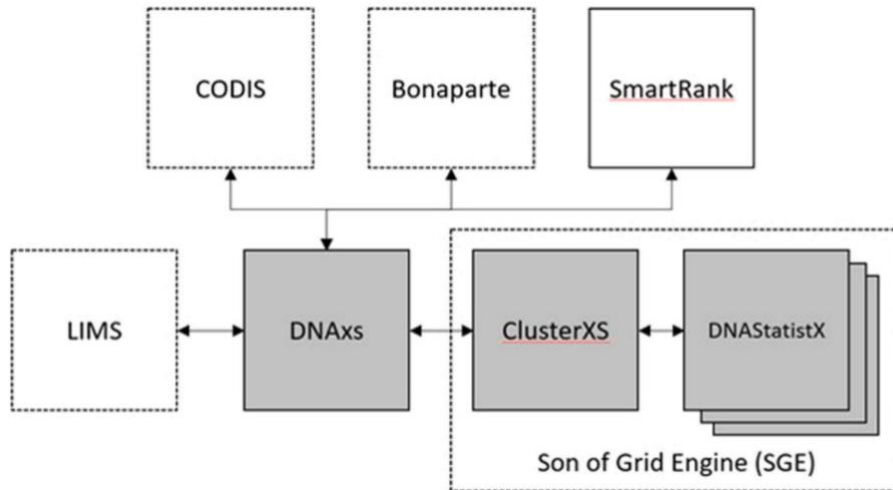 CODIS
Bonaparte
SmartRank
LIMS
DNAxs
ClusterXS
DNAStatistX
Son of Grid Engine (SGE)